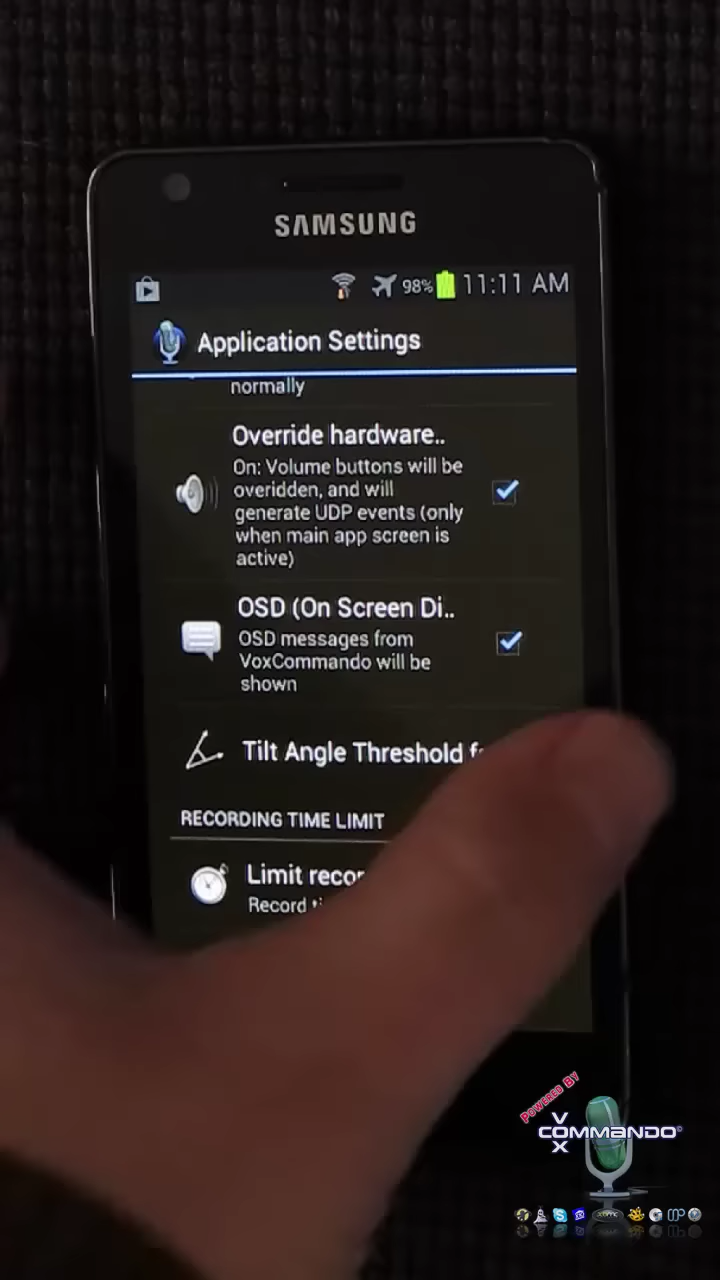 SAMSUNG
98% 11:11 AM
Application Settings
normally
Override hardware..
On: Volume buttons will be
overidden, and will
generate UDP events (only
when main app screen is
active)
OSD (On Screen Di..
OSD messages from
VoxCommando will be
shown
Tilt Angle Threshold
RECORDING TIME LIMIT
Limit
Record
POWERED BY
VOX
COMMANDO©